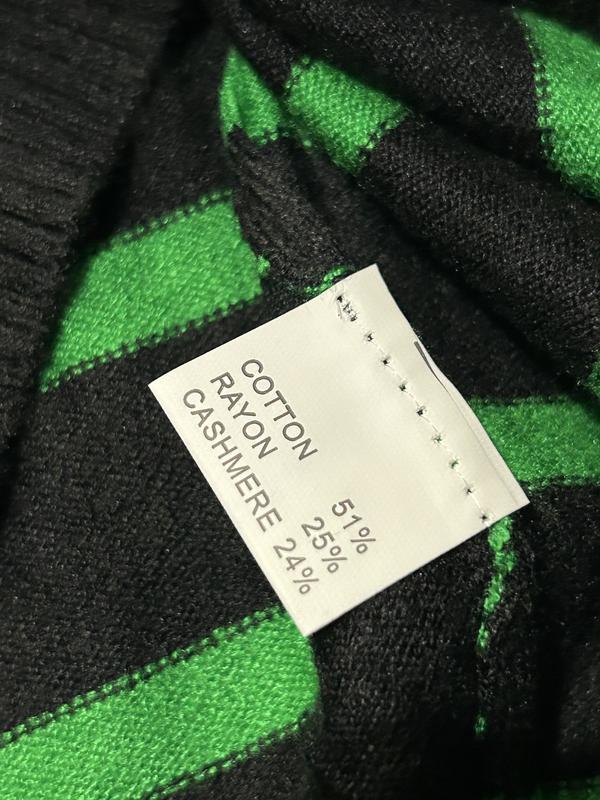 COTTON 51%
RAYON 25%
CASHMERE 24%